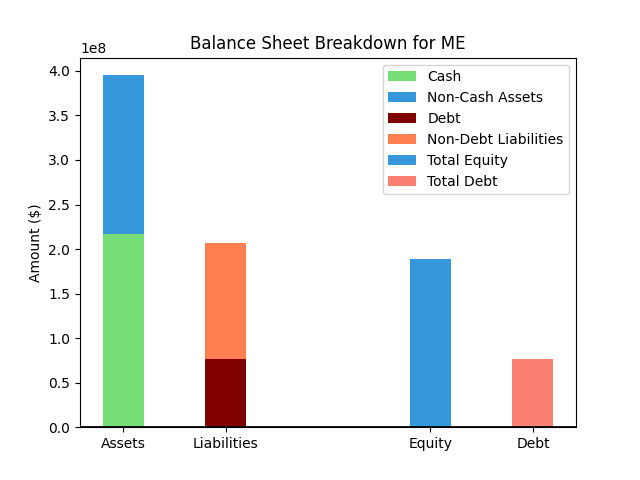 Balance Sheet Breakdown for ME
1e8
4.0
3.5
3.0
2.5
2.0
1.5
1.0
0.5
0.0
Amount ($)
Cash
Non-Cash Assets
Debt
Non-Debt Liabilities
Total Equity
Total Debt
Assets
Liabilities
Equity
Debt